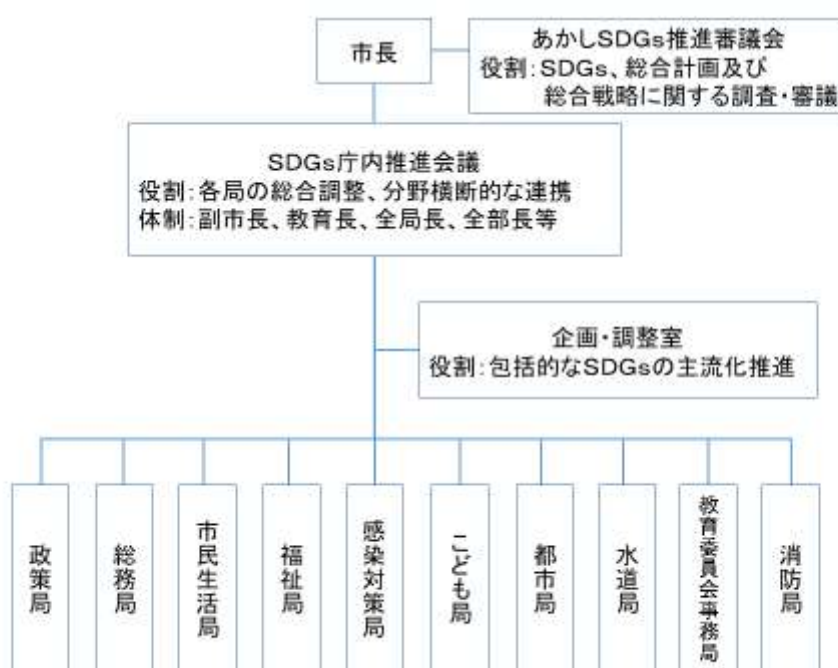 市長
あかしSDGs推進審議会
役割：SDGs、総合計画及び
総合戦略に関する調査・審議
SDGs庁内推進会議
役割：各局の総合調整、分野横断的な連携
体制：副市長、教育長、全局長、全部長等
企画・調整室
役割：包括的なSDGsの主流化推進
政策局
総務局
市民生活局
福祉局
感染対策局
こども局
都市局
水道局
教育委員会事務局
消防局